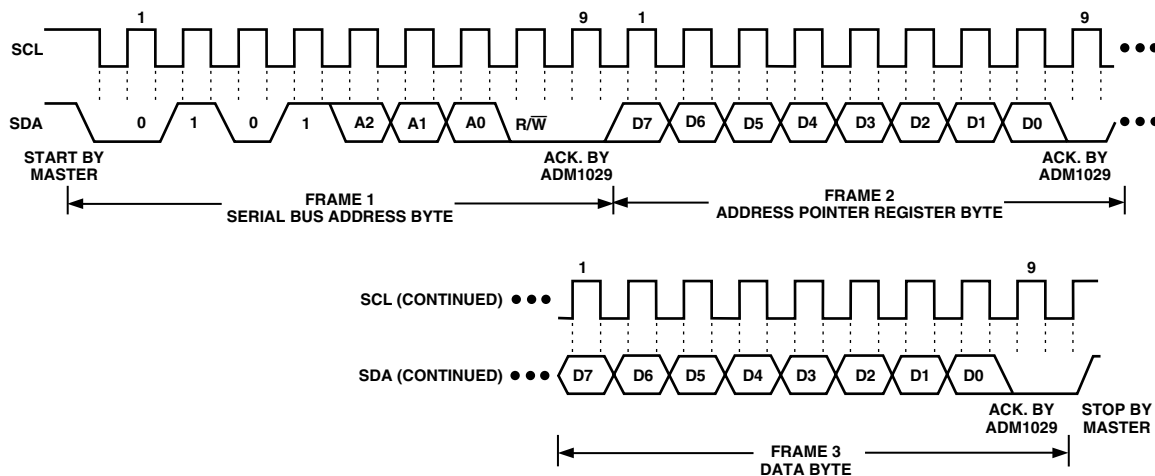 1 9 1 9
SCL
SDA 0 1 0 1 A2 A1 A0 R/W̅ D7 D6 D5 D4 D3 D2 D1 D0
START BY
MASTER
ACK. BY
ADM1029
ACK. BY
ADM1029
FRAME 1
SERIAL BUS ADDRESS BYTE
FRAME 2
ADDRESS POINTER REGISTER BYTE
1 9
SCL (CONTINUED)
SDA (CONTINUED) D7 D6 D5 D4 D3 D2 D1 D0
ACK. BY
ADM1029
STOP BY
MASTER
FRAME 3
DATA BYTE